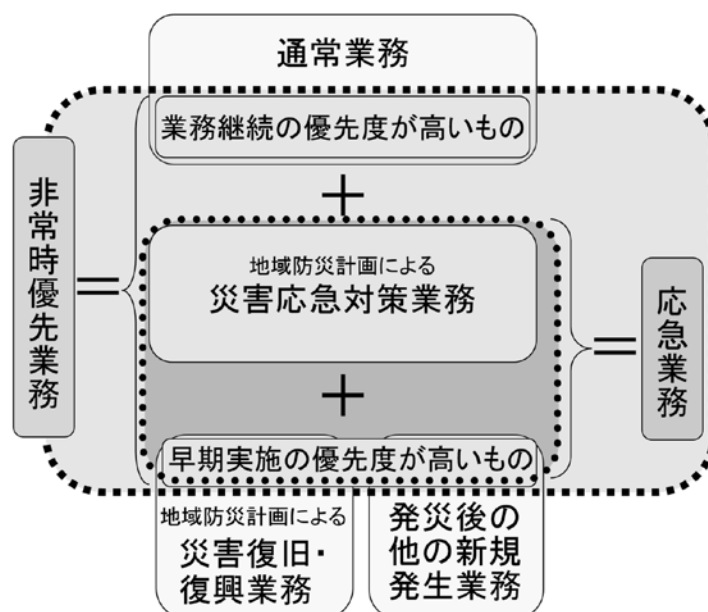 通常業務
業務継続の優先度が高いもの
＋
非常時優先業務
＝
地域防災計画による
災害応急対策業務
＝
応急業務
＋
早期実施の優先度が高いもの
地域防災計画による
災害復旧・
復興業務
発災後の
他の新規
発生業務